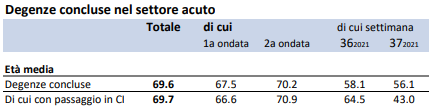 Degenze concluse nel settore acuto
Totale di cui di cui settimana
1a ondata 2a ondata 36 2021 37 2021
Età media
Degenze concluse 69.6 67.5 70.2 58.1 56.1
Di cui con passaggio in CI 69.7 66.6 70.9 64.5 43.0